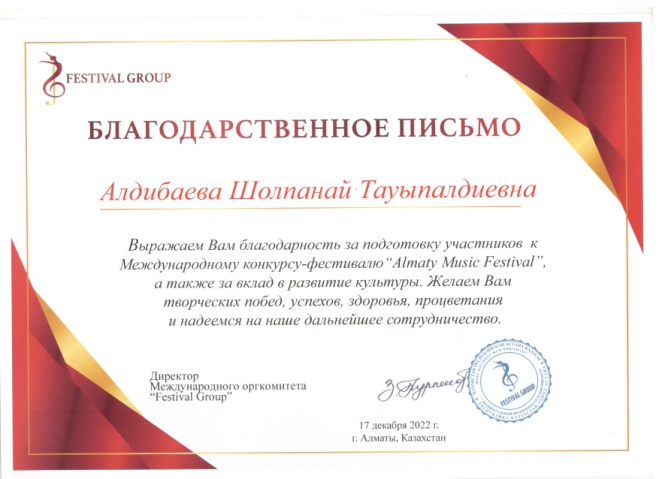 FESTIVAL GROUP
БЛАГОДАРСТВЕННОЕ ПИСЬМО
Алдибаева Шолпанай Тауыпалдиевна
Выражаем Вам благодарность за подготовку участников к
Международному конкурсу-фестивалю “Almaty Music Festival”,
а также за вклад в развитие культуры. Желаем Вам
творческих побед, успехов, здоровья, процветания
и надеемся на наше дальнейшее сотрудничество.
Директор
Международного оргкомитета
“Festival Group”
FESTIVAL GROUP
17 декабря 2022 г.
г. Алматы, Казахстан